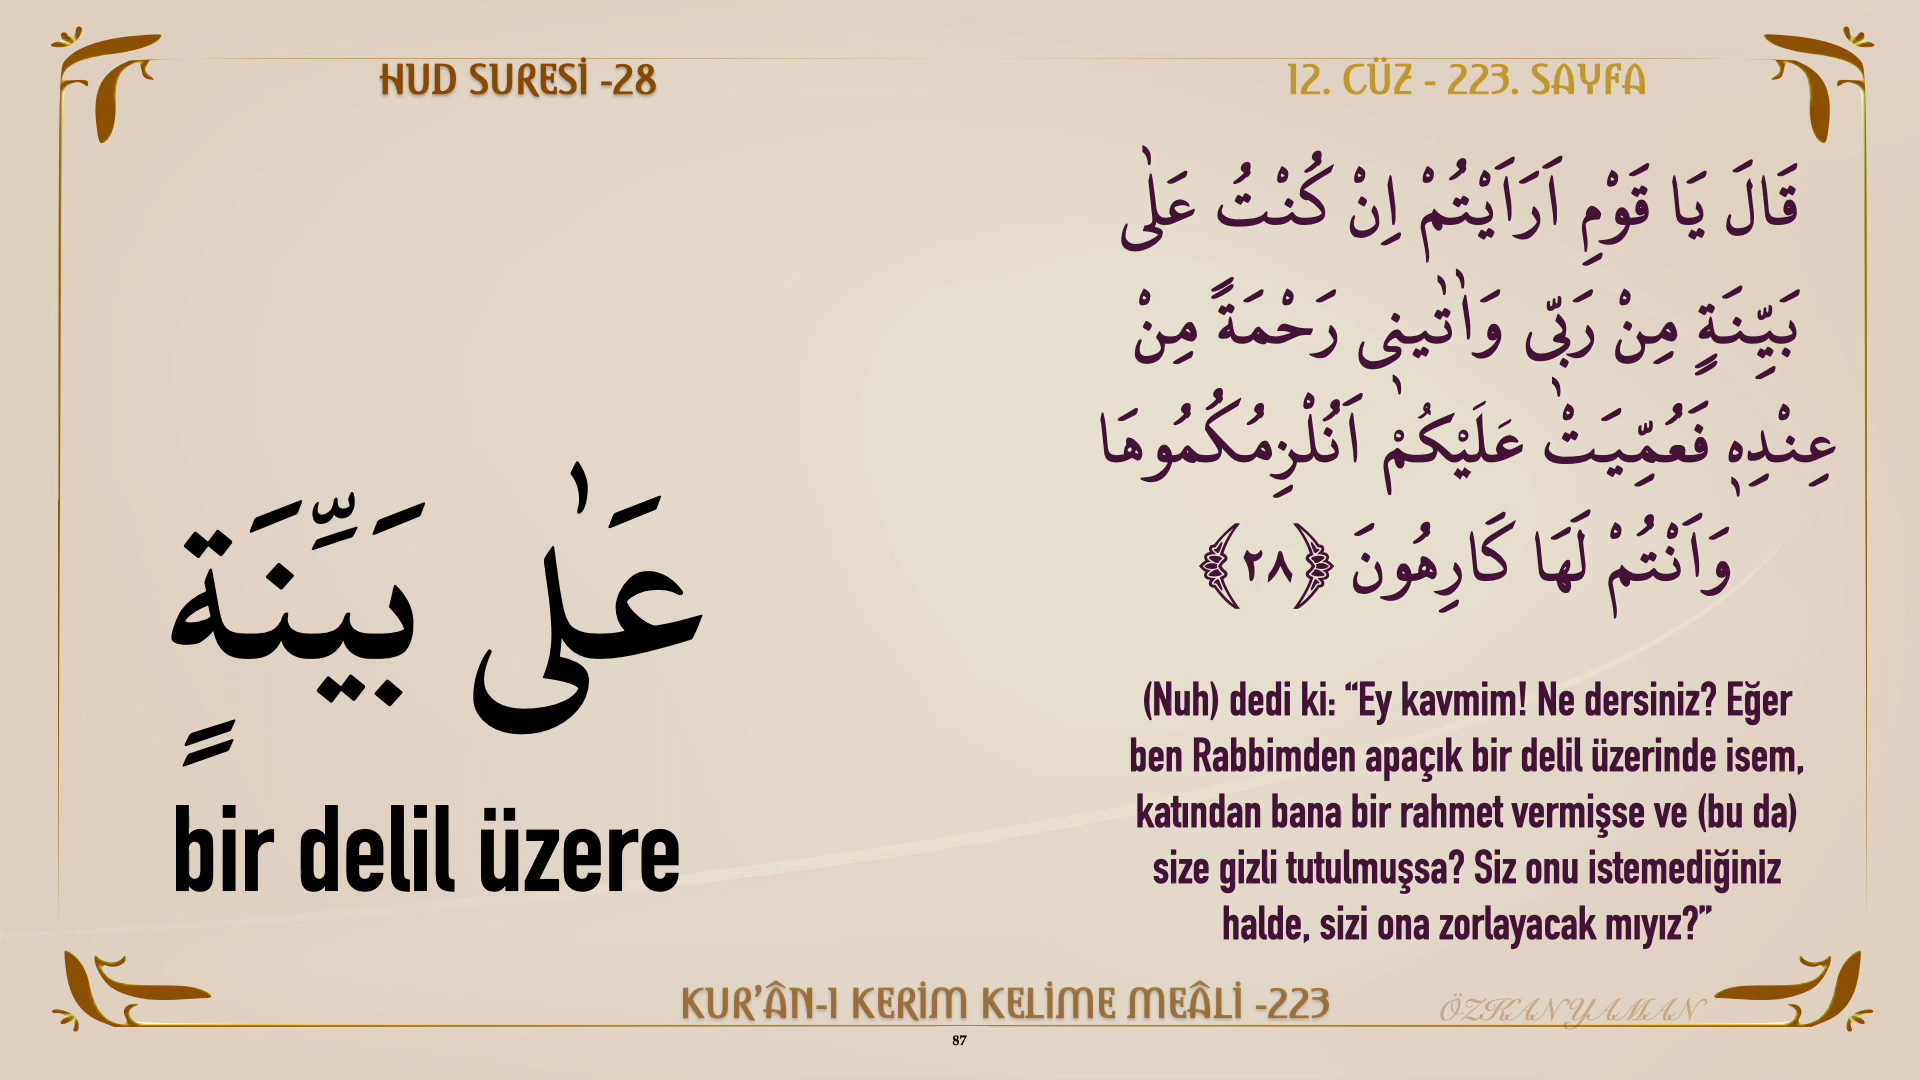 HUD SURESİ -28
12. CÜZ - 223. SAYFA
قَالَ يَا قَوْمِ اَرَاَيْتُمْ اِنْ كُنْتُ عَلٰى
بَيِّنَةٍ مِنْ رَبّٖى وَاٰتٰينٖى رَحْمَةً مِنْ
عِنْدِهٖ فَعُمِّيَتْ عَلَيْكُمْ اَنُلْزِمُكُمُوهَا
وَاَنْتُمْ لَهَا كَارِهُونَ ﴿٢٨﴾
عَلٰى بَيِّنَةٍ
bir delil üzere
(Nuh) dedi ki: “Ey kavmim! Ne dersiniz? Eğer
ben Rabbimden apaçık bir delil üzerinde isem,
katından bana bir rahmet vermişse ve (bu da)
size gizli tutulmuşsa? Siz onu istemediğiniz
halde, sizi ona zorlayacak mıyız?”
KUR’ÂN-I KERİM KELİME MEÂLİ -223
ÖZKAN YAMAN
87